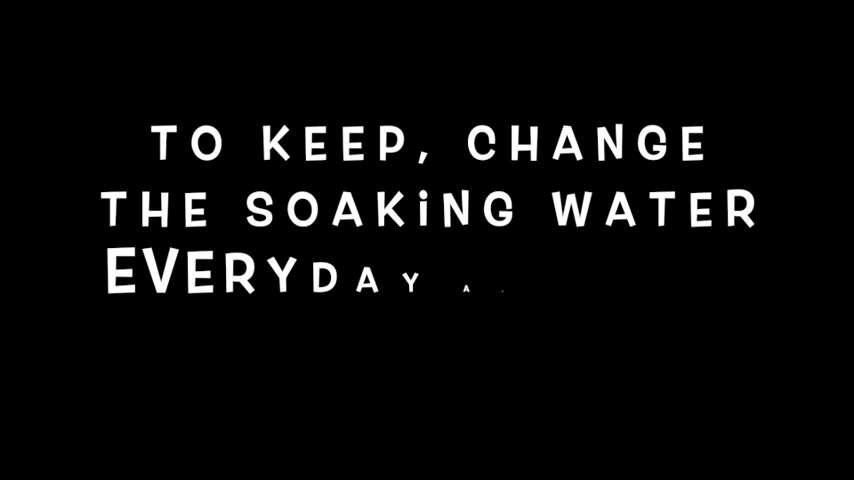 TO KEEP, CHANGE
THE SOAKING WATER
EVERYDAY A